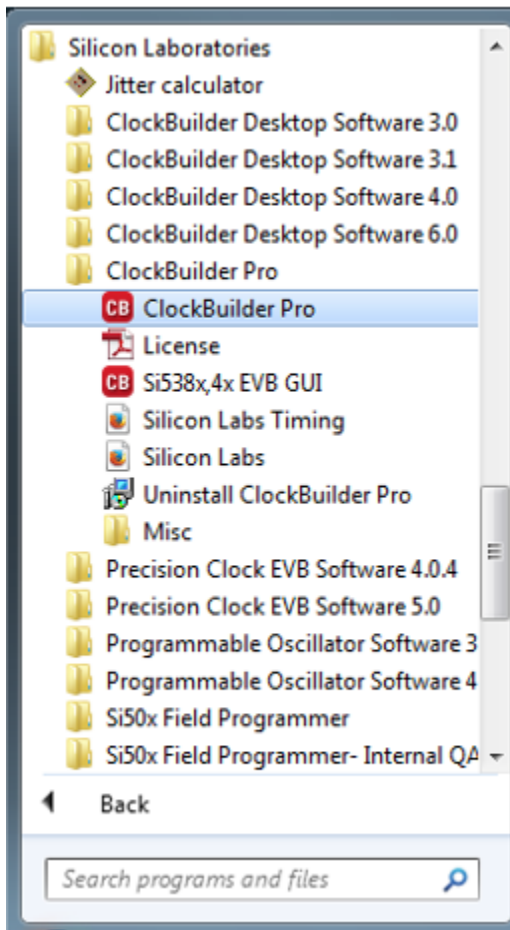 Silicon Laboratories
Jitter calculator
ClockBuilder Desktop Software 3.0
ClockBuilder Desktop Software 3.1
ClockBuilder Desktop Software 4.0
ClockBuilder Desktop Software 6.0
ClockBuilder Pro
CB ClockBuilder Pro
License
CB Si538x,4x EVB GUI
Silicon Labs Timing
Silicon Labs
Uninstall ClockBuilder Pro
Misc
Precision Clock EVB Software 4.0.4
Precision Clock EVB Software 5.0
Programmable Oscillator Software 3
Programmable Oscillator Software 4
Si50x Field Programmer
Si50x Field Programmer- Internal QA
Back
Search programs and files